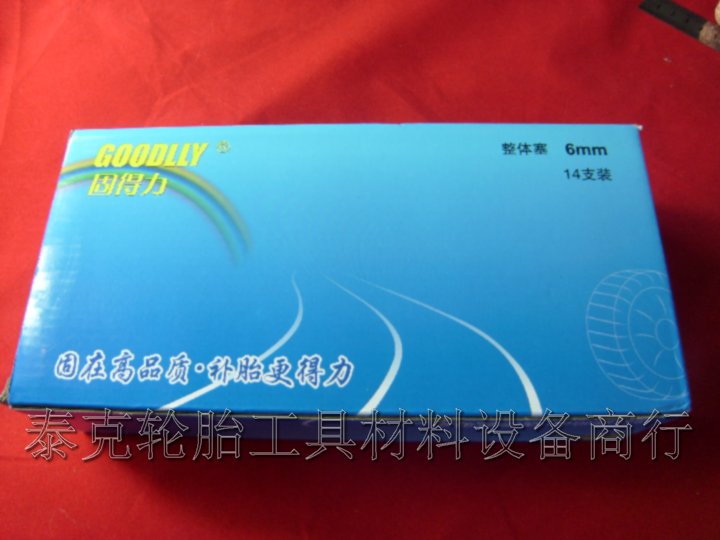 GOODLLY
固得力
整体塞 6mm
14支装
固在高品质·补胎更得力
泰克轮胎工具材料设备商行